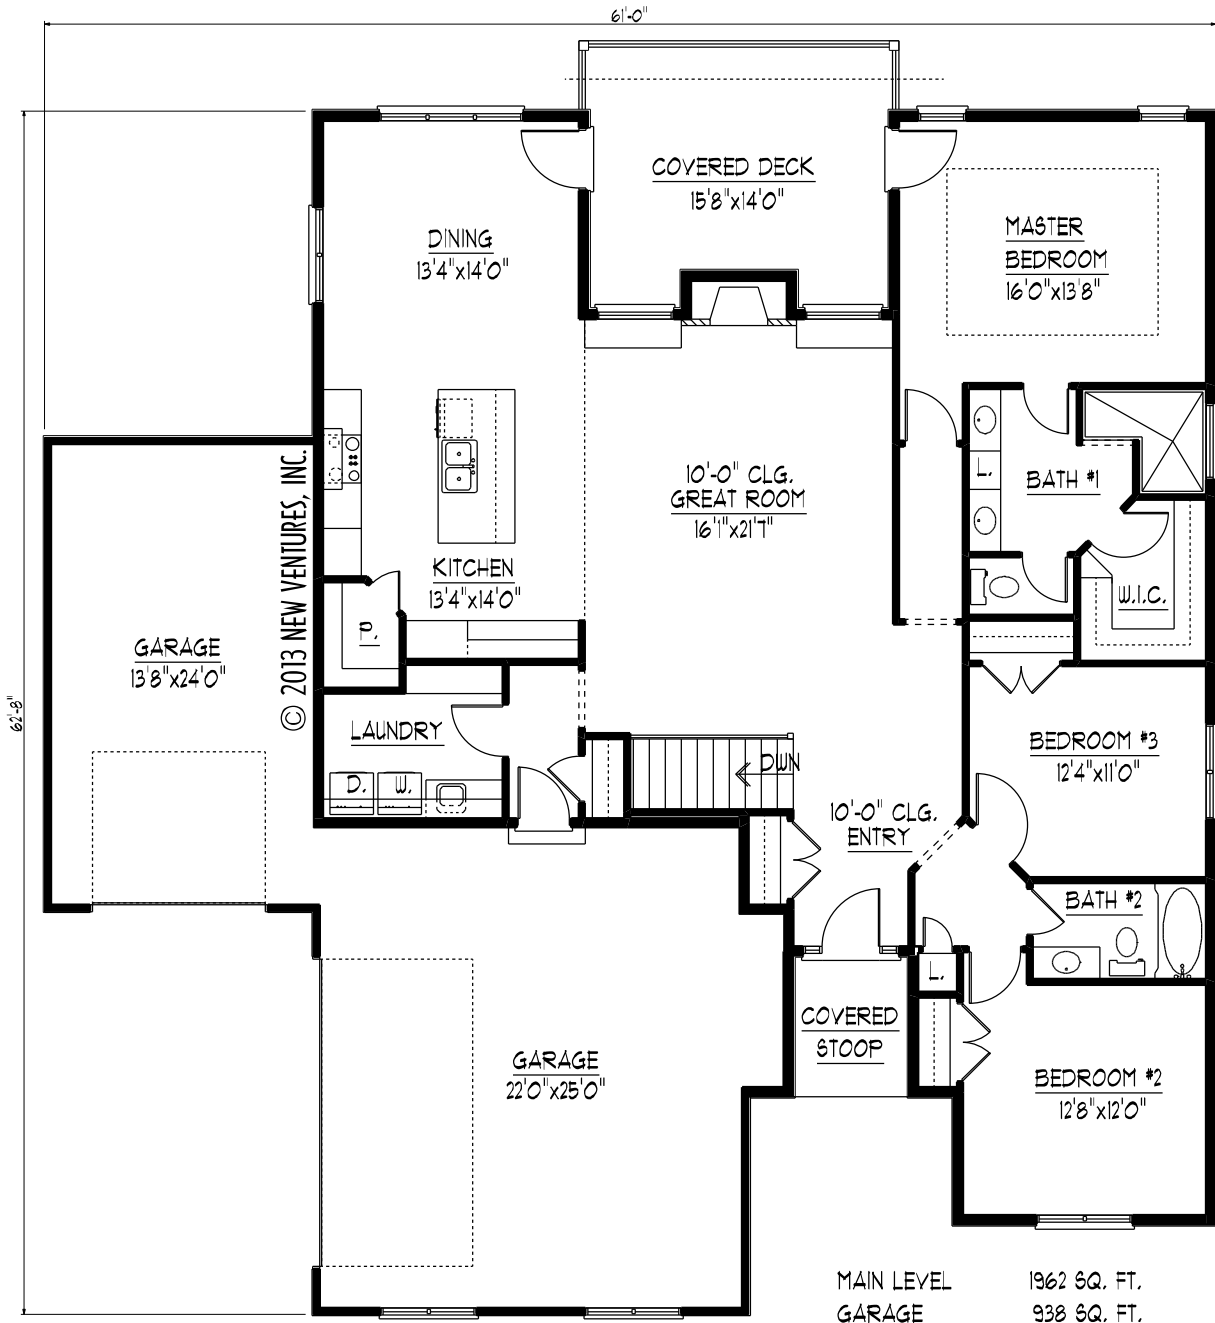 61'-0"
COVERED DECK
15'8"x14'0"
DINING
13'4"x14'0"
MASTER
BEDROOM
16'0"x13'8"
10'-0" CLG.
GREAT ROOM
16'1"x21'7"
L.
BATH #1
KITCHEN
13'4"x14'0"
W.I.C.
P.
GARAGE
13'8"x24'0"
© 2013 NEW VENTURES, INC.
62'-8"
LAUNDRY
D.
W.
DWN
BEDROOM #3
12'4"x11'0"
10'-0" CLG.
ENTRY
BATH #2
L.
COVERED
STOOP
GARAGE
22'0"x25'0"
BEDROOM #2
12'8"x12'0"
MAIN LEVEL 1962 SQ. FT.
GARAGE 938 SQ. FT.